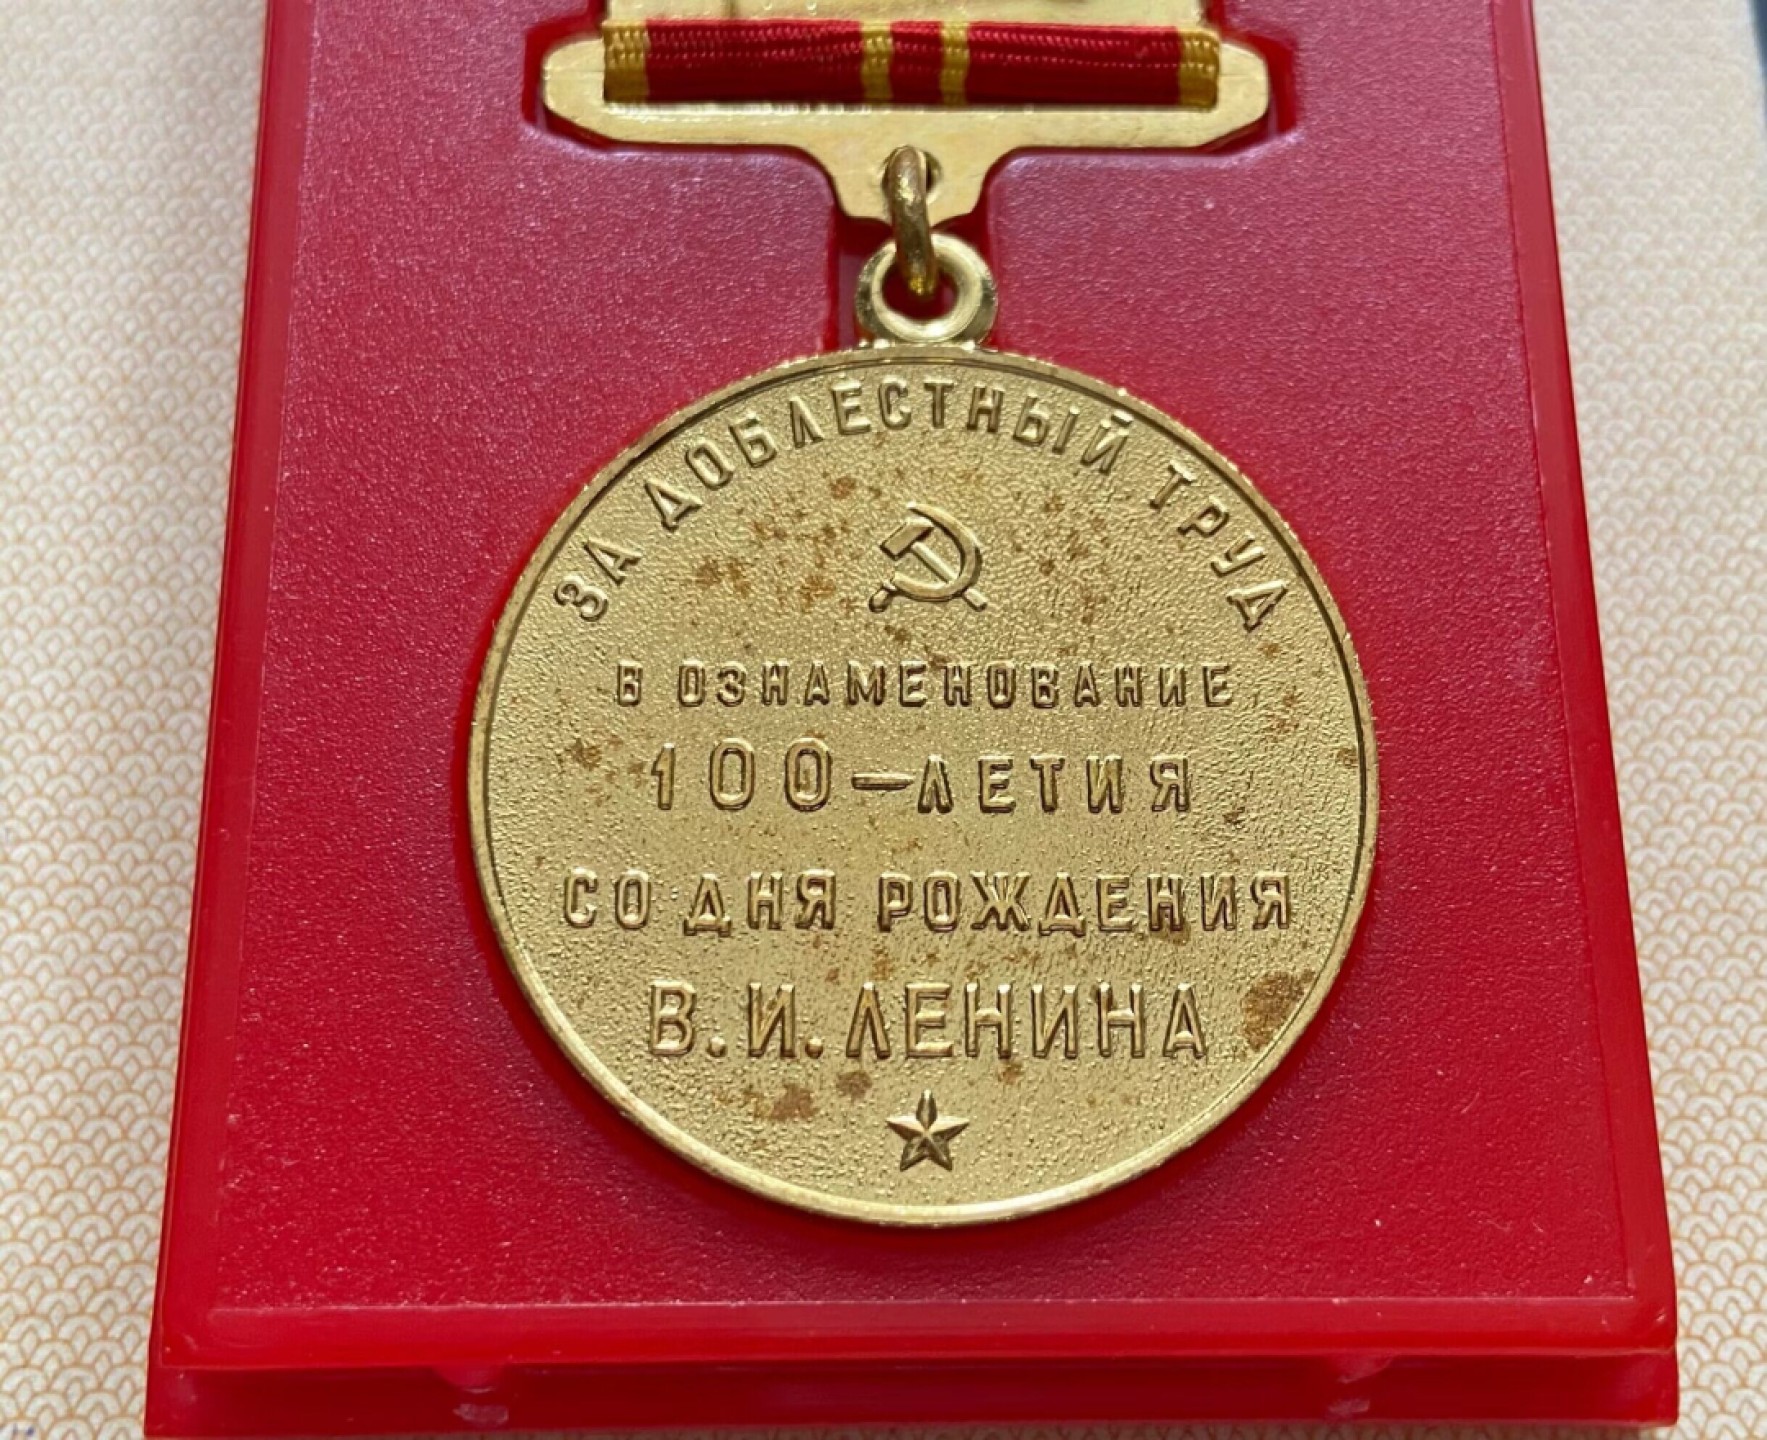 ЗА ДОБЛЕСТНЫЙ ТРУД
В ОЗНАМЕНОВАНИЕ
100-ЛЕТИЯ
СО ДНЯ РОЖДЕНИЯ
В. И. ЛЕНИНА